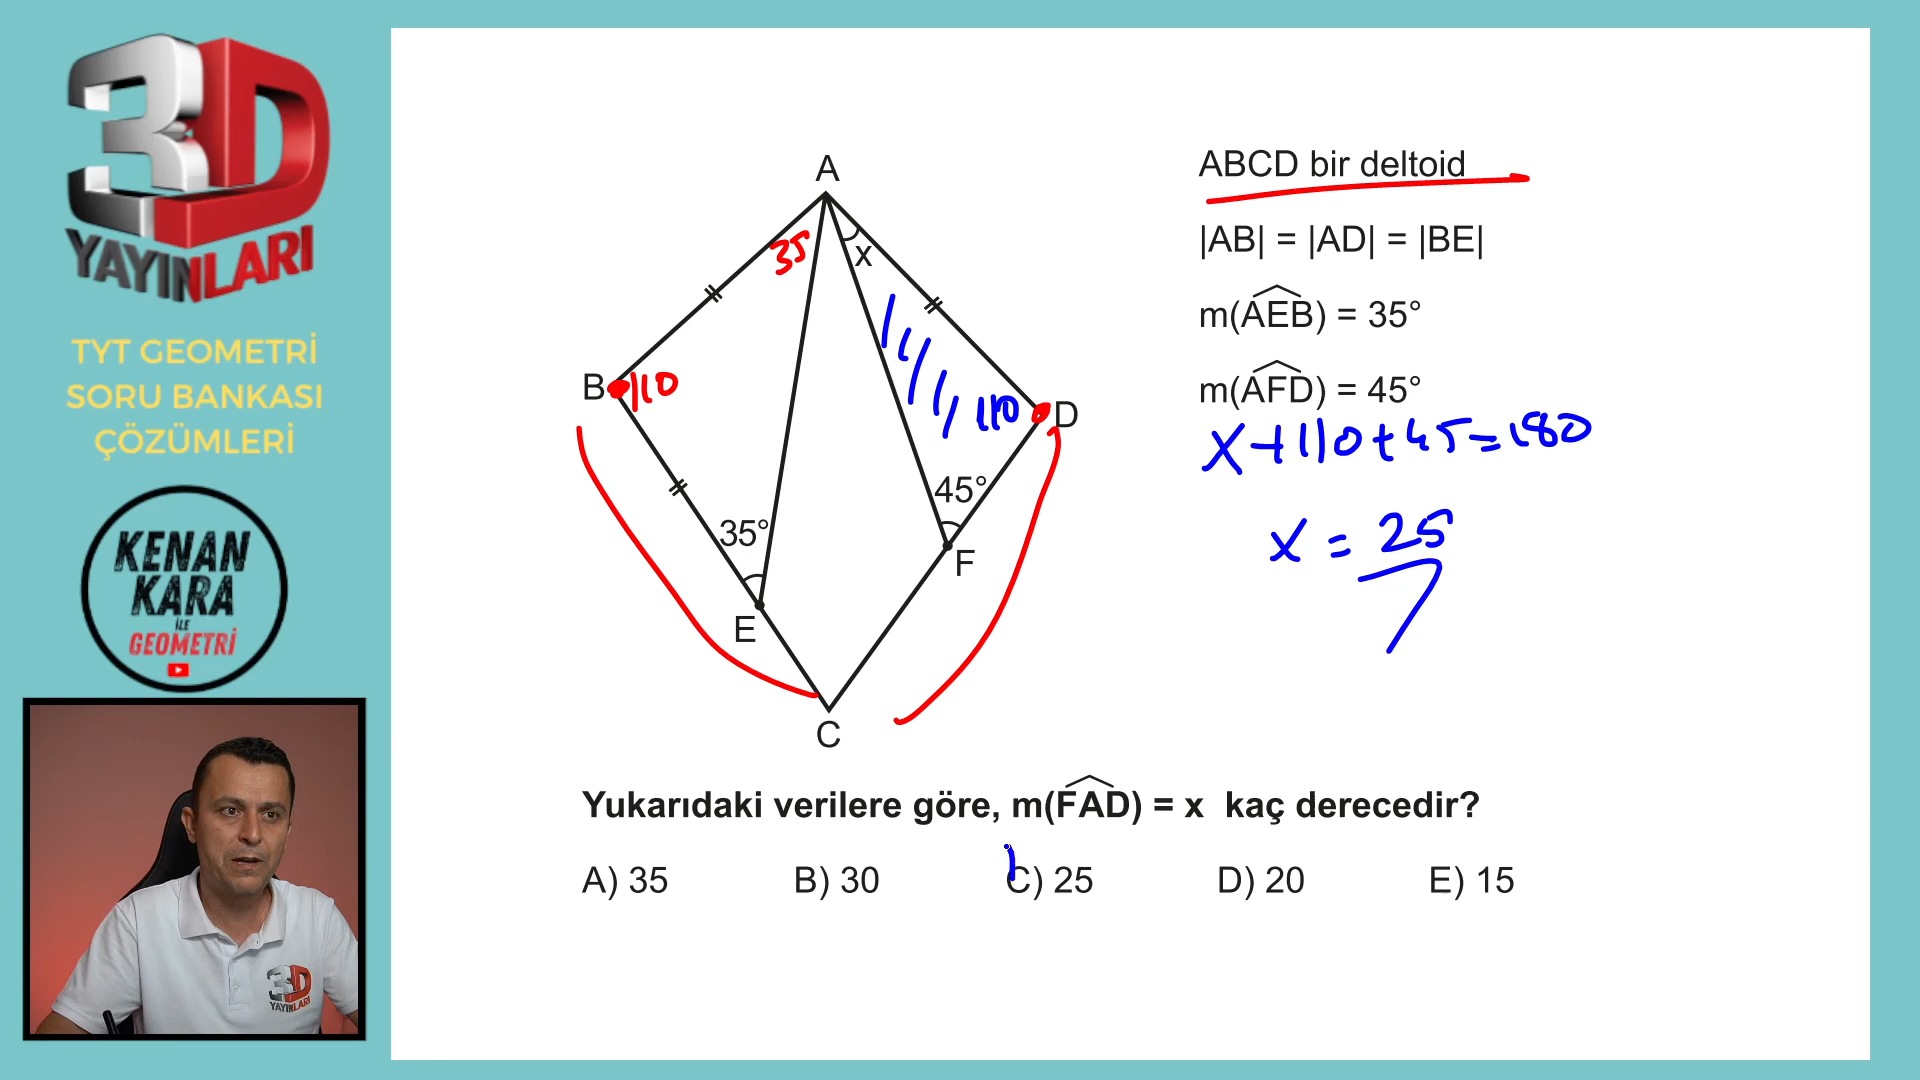 3D
YAYINLARI
TYT GEOMETRİ
SORU BANKASI
ÇÖZÜMLERİ
KENAN
KARA
İLE
GEOMETRİ
3D
YAYINLARI
A
35
x
B
110
110
D
45°
35°
F
E
C
ABCD bir deltoid
|AB| = |AD| = |BE|
m(AEB) = 35°
m(AFD) = 45°
x+110+45=180
x = 25
Yukarıdaki verilere göre, m(FAD) = x kaç derecedir?
A) 35 B) 30 C) 25 D) 20 E) 15